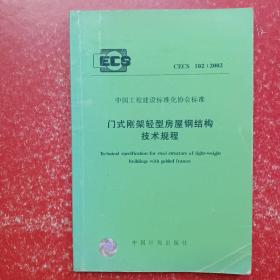 ECS
CECS 102:2002
中国工程建设标准化协会标准
门式刚架轻型房屋钢结构
技术规程
Technical specification for steel structure of light-weight
buildings with gabled frames
中国计划出版社